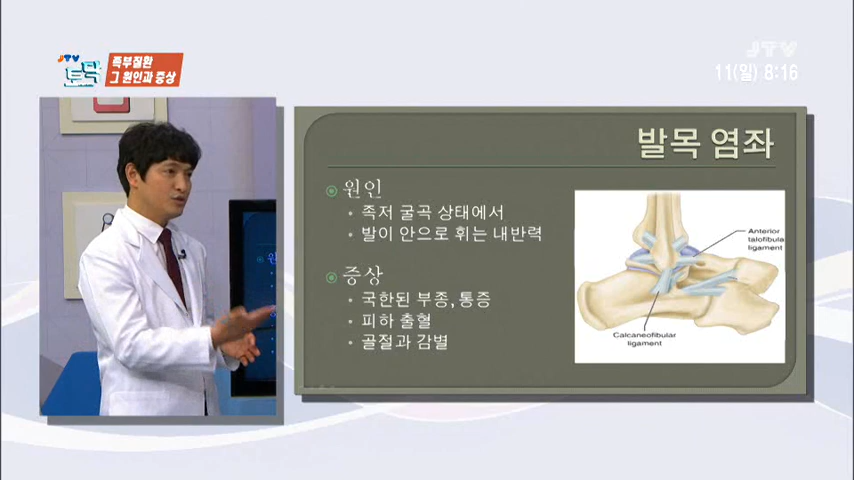 JTV
닥터
족부질환
그 원인과 증상
JTV
11(일) 8:16
발목 염좌
원인
족저 굴곡 상태에서
발이 안으로 휘는 내반력
증상
국한된 부종, 통증
피하 출혈
골절과 감별
Anterior
talofibula
ligament
Calcaneofibular
ligament